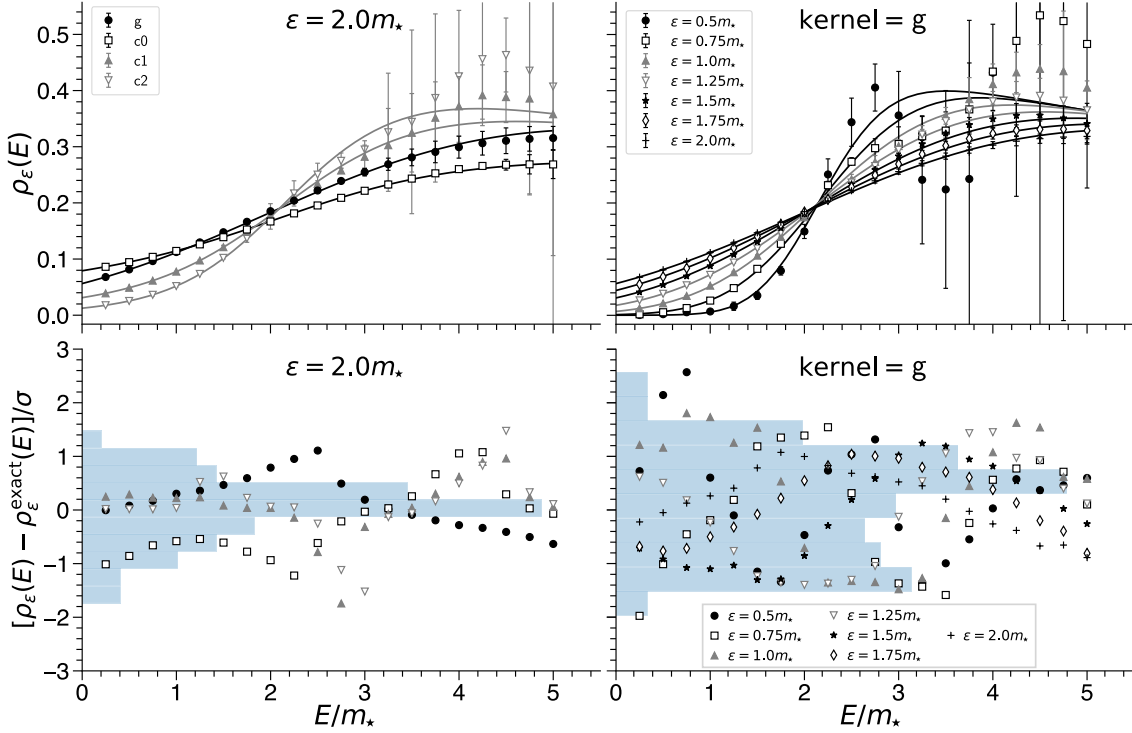 ε = 2.0m⋆
kernel = g
g
c0
c1
c2
ε = 0.5m⋆
ε = 0.75m⋆
ε = 1.0m⋆
ε = 1.25m⋆
ε = 1.5m⋆
ε = 1.75m⋆
ε = 2.0m⋆
ρε(E)
0.5
0.4
0.3
0.2
0.1
0.0
ε = 2.0m⋆
kernel = g
[ρε(E) − ρε^exact(E)]/σ
3
2
1
0
−1
−2
−3
ε = 0.5m⋆
ε = 0.75m⋆
ε = 1.0m⋆
ε = 1.25m⋆
ε = 1.5m⋆
ε = 1.75m⋆
ε = 2.0m⋆
0 1 2 3 4 5
0 1 2 3 4 5
E/m⋆
E/m⋆